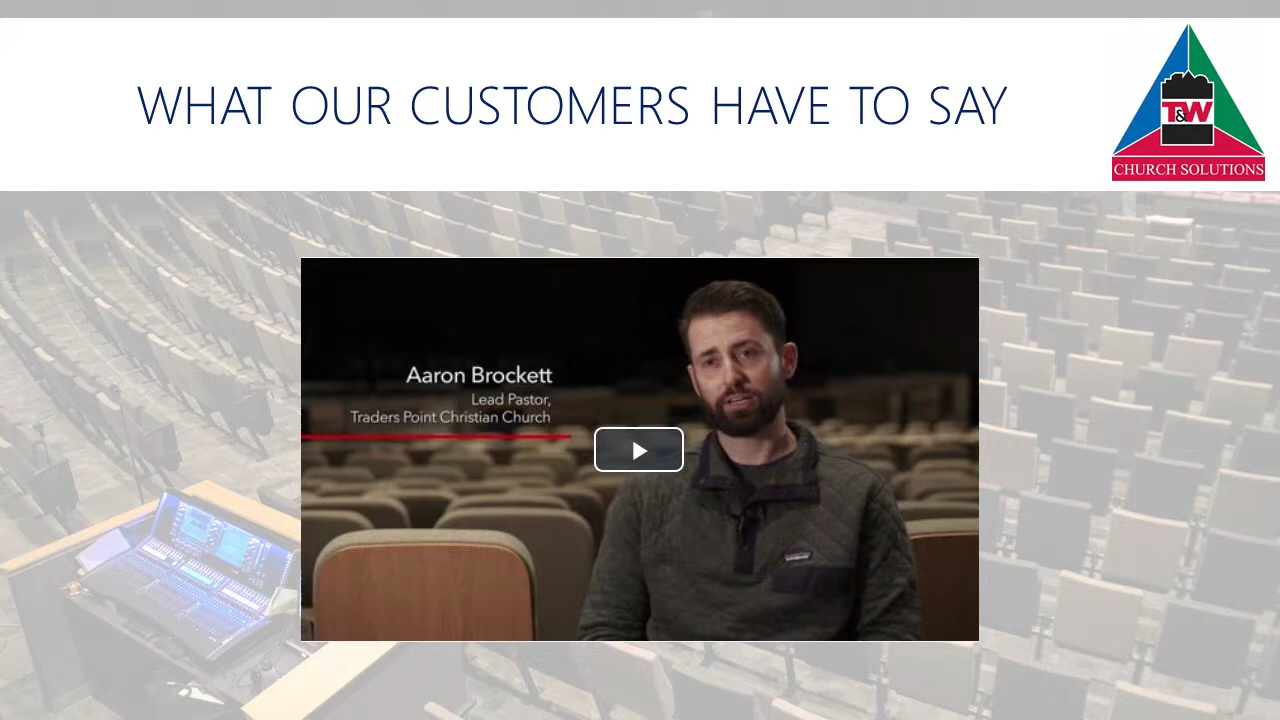 WHAT OUR CUSTOMERS HAVE TO SAY
T&W
CHURCH SOLUTIONS
Aaron Brockett
Lead Pastor,
Traders Point Christian Church